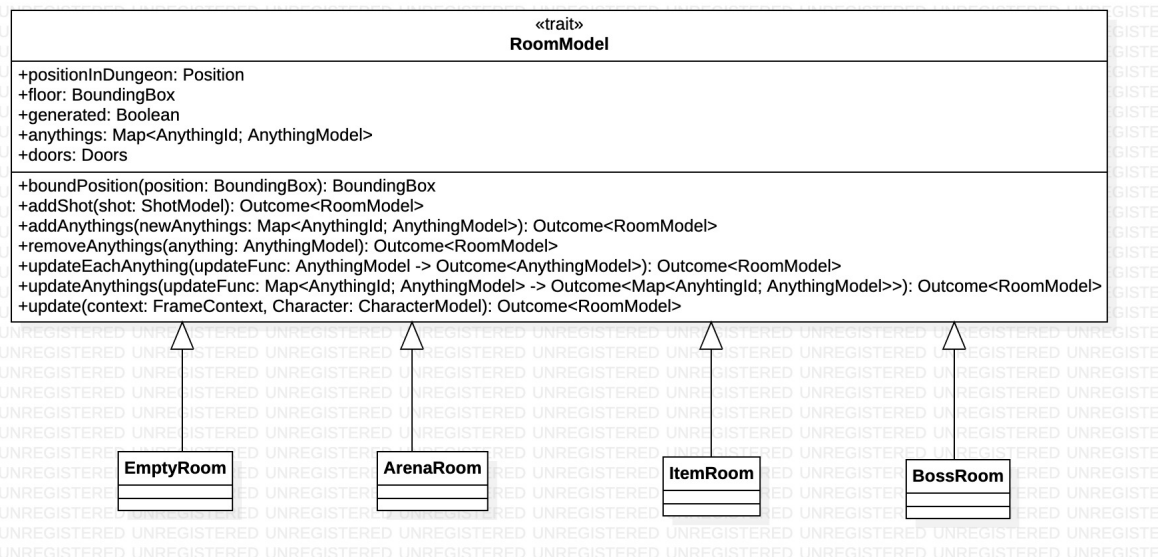 «trait»
RoomModel
+positionInDungeon: Position
+floor: BoundingBox
+generated: Boolean
+anythings: Map<AnythingId; AnythingModel>
+doors: Doors
+boundPosition(position: BoundingBox): BoundingBox
+addShot(shot: ShotModel): Outcome<RoomModel>
+addAnythings(newAnythings: Map<AnythingId; AnythingModel>): Outcome<RoomModel>
+removeAnythings(anything: AnythingModel): Outcome<RoomModel>
+updateEachAnything(updateFunc: AnythingModel -> Outcome<AnythingModel>): Outcome<RoomModel>
+updateAnythings(updateFunc: Map<AnythingId; AnythingModel> -> Outcome<Map<AnyhtingId; AnythingModel>>): Outcome<RoomModel>
+update(context: FrameContext, Character: CharacterModel): Outcome<RoomModel>
EmptyRoom
ArenaRoom
ItemRoom
BossRoom